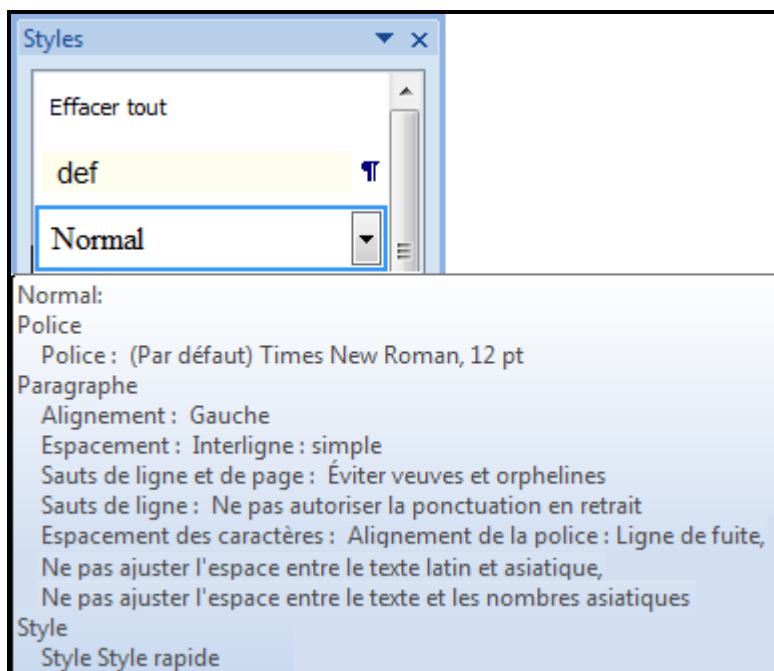 Styles
Effacer tout
def ¶
Normal
Normal:
Police
Police : (Par défaut) Times New Roman, 12 pt
Paragraphe
Alignement : Gauche
Espacement : Interligne : simple
Sauts de ligne et de page : Éviter veuves et orphelines
Sauts de ligne : Ne pas autoriser la ponctuation en retrait
Espacement des caractères : Alignement de la police : Ligne de fuite,
Ne pas ajuster l'espace entre le texte latin et asiatique,
Ne pas ajuster l'espace entre le texte et les nombres asiatiques
Style
Style Style rapide